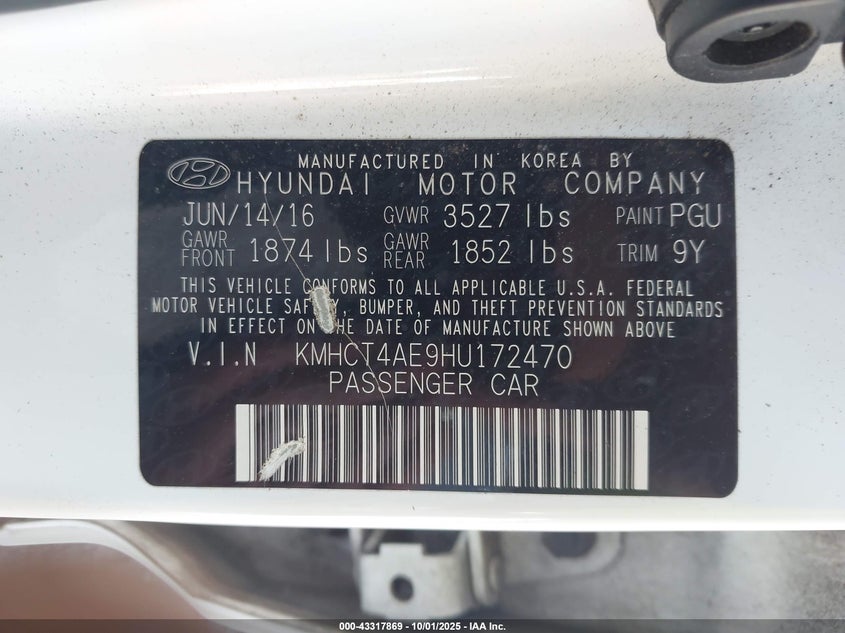 MANUFACTURED IN KOREA BY
HYUNDAI MOTOR COMPANY
JUN/14/16 GVWR 3527 lbs PAINT PGU
GAWR FRONT 1874 lbs GAWR REAR 1852 lbs TRIM 9Y
THIS VEHICLE CONFORMS TO ALL APPLICABLE U.S.A. FEDERAL
MOTOR VEHICLE SAFETY, BUMPER, AND THEFT PREVENTION STANDARDS
IN EFFECT ON THE DATE OF MANUFACTURE SHOWN ABOVE
V.I.N KMHCT4AE9HU172470
PASSENGER CAR
000-43317869 - 10/01/2025 - IAA Inc.